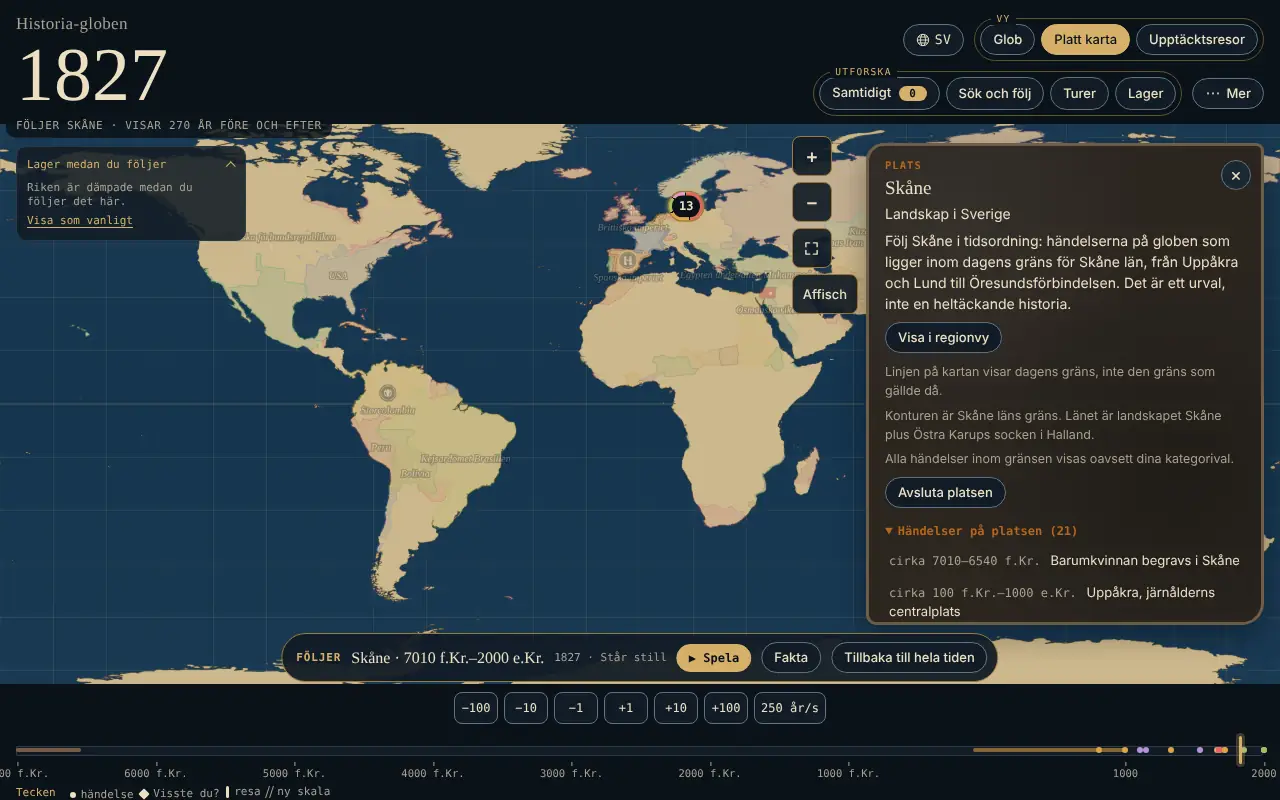 Historia-globen
1827
FÖLJER SKÅNE · VISAR 270 ÅR FÖRE OCH EFTER
SV
VY
Glob
Platt karta
Upptäcktsresor
UTFORSKA
Samtidigt 0
Sök och följ
Turer
Lager
··· Mer
Lager medan du följer
Riken är dämpade medan du
följer det här.
Visa som vanligt
USA
13
H
Storcolombia
Peru
Kejsardömet Brasilien
Bolivia
+
−
Affisch
PLATS
×
Skåne
Landskap i Sverige
Följ Skåne i tidsordning: händelserna på globen som
ligger inom dagens gräns för Skåne län, från Uppåkra
och Lund till Öresundsförbindelsen. Det är ett urval,
inte en heltäckande historia.
Visa i regionvy
Linjen på kartan visar dagens gräns, inte den gräns som
gällde då.
Konturen är Skåne läns gräns. Länet är landskapet Skåne
plus Östra Karups socken i Halland.
Alla händelser inom gränsen visas oavsett dina kategorival.
Avsluta platsen
▼ Händelser på platsen (21)
cirka 7010–6540 f.Kr. Barumkvinnan begravs i Skåne
cirka 100 f.Kr.–1000 e.Kr. Uppåkra, järnålderns
centralplats
FÖLJER Skåne · 7010 f.Kr.–2000 e.Kr. 1827 · Står still ▶ Spela Fakta Tillbaka till hela tiden
−100 −10 −1 +1 +10 +100 250 år/s
00 f.Kr. 6000 f.Kr. 5000 f.Kr. 4000 f.Kr. 3000 f.Kr. 2000 f.Kr. 1000 f.Kr. 1000 2000
Tecken händelse Visste du? resa // ny skala